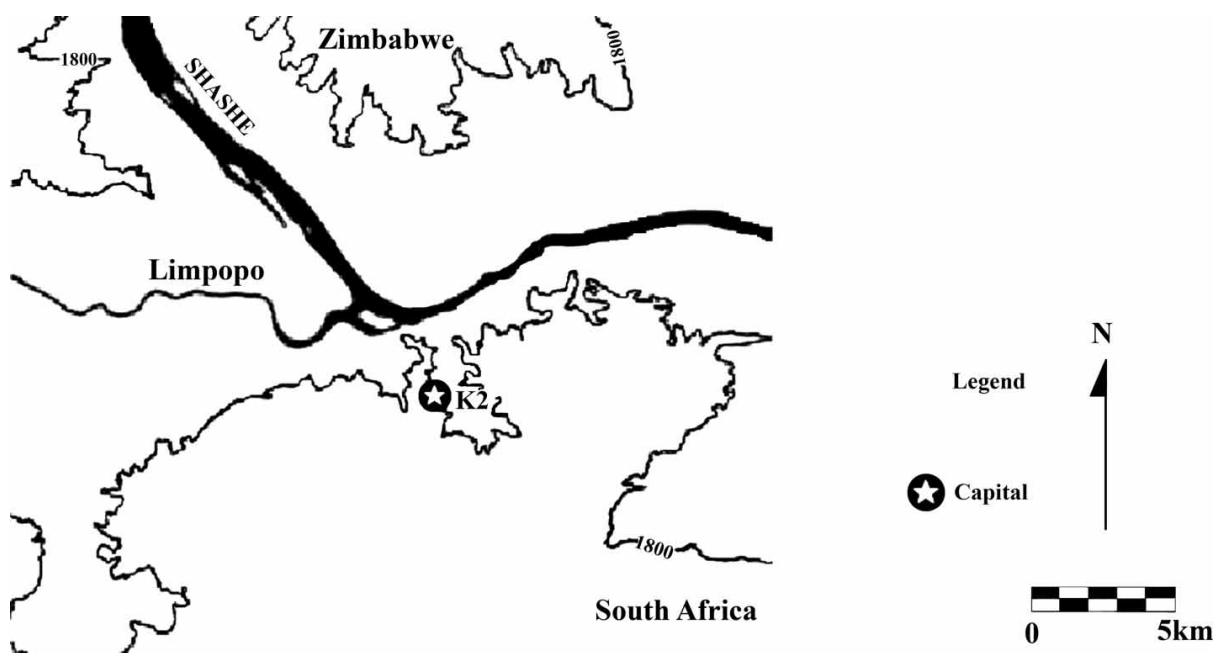 Zimbabwe
1800
1800
SHASHE
Limpopo
K2
1800
South Africa
N
Legend
Capital
0 5km